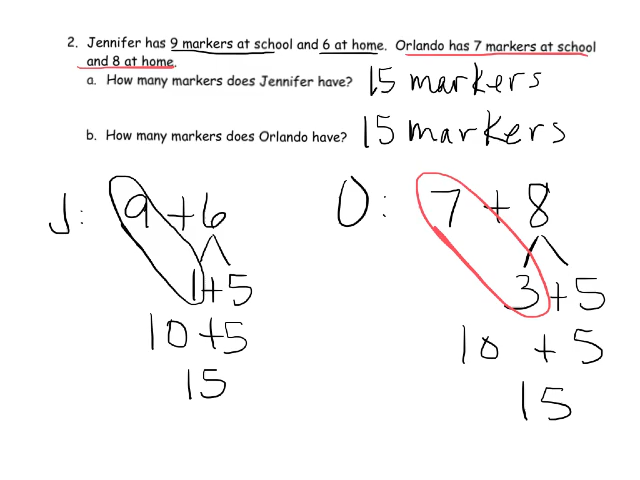 2. Jennifer has 9 markers at school and 6 at home. Orlando has 7 markers at school
and 8 at home.
a. How many markers does Jennifer have? 15 markers
b. How many markers does Orlando have? 15 markers
J: 9 + 6
1 + 5
10 + 5
15
O: 7 + 8
3 + 5
10 + 5
15